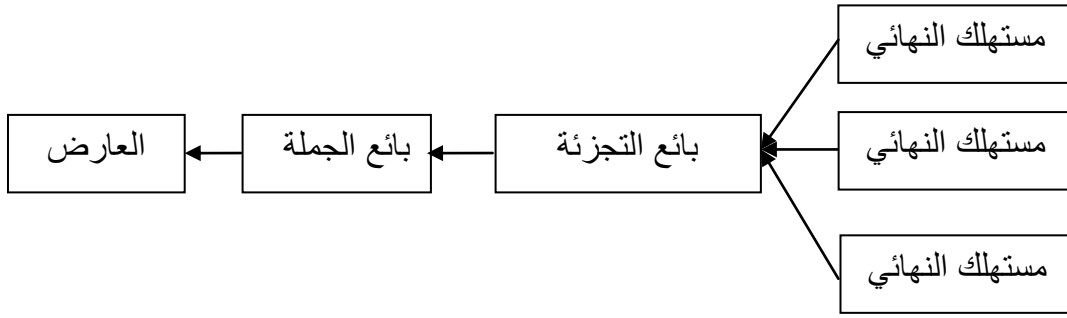 مستهلك النهائي
مستهلك النهائي
بائع التجزئة
بائع الجملة
العارض
مستهلك النهائي